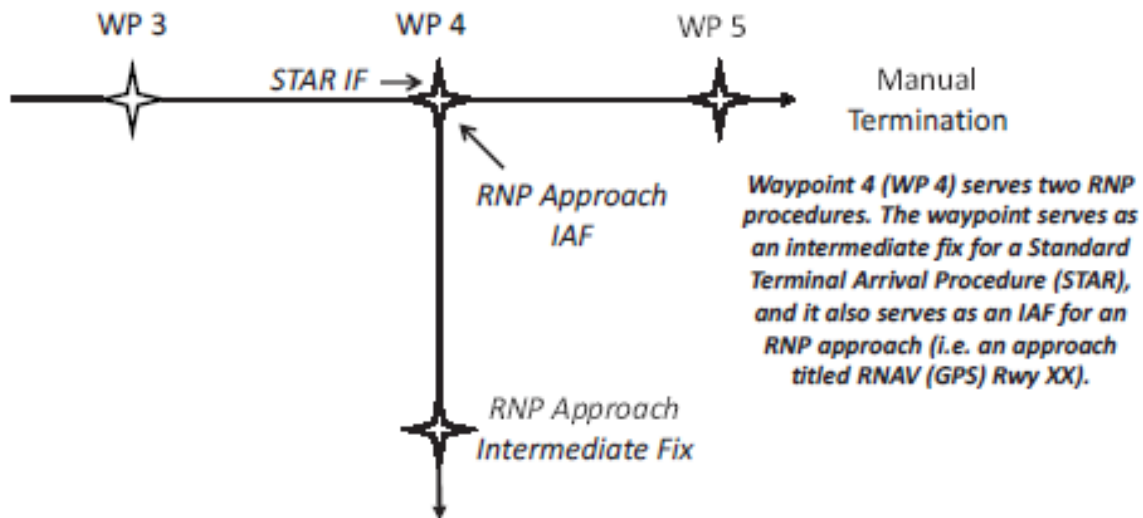 WP 3
WP 4
WP 5
STAR IF
Manual
Termination
RNP Approach
IAF
Waypoint 4 (WP 4) serves two RNP
procedures. The waypoint serves as
an intermediate fix for a Standard
Terminal Arrival Procedure (STAR),
and it also serves as an IAF for an
RNP approach (i.e. an approach
titled RNAV (GPS) Rwy XX).
RNP Approach
Intermediate Fix